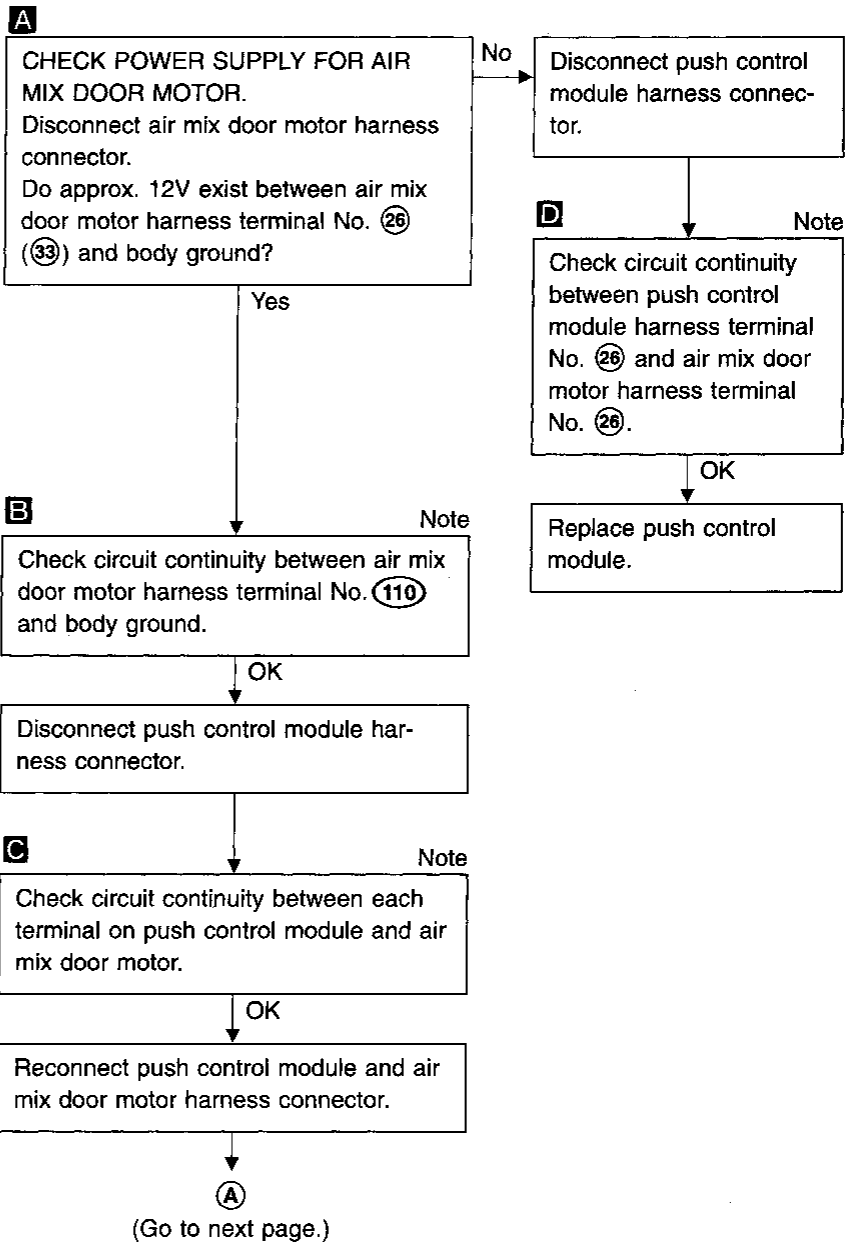 A
CHECK POWER SUPPLY FOR AIR
MIX DOOR MOTOR.
Disconnect air mix door motor harness
connector.
Do approx. 12V exist between air mix
door motor harness terminal No. 26
(33) and body ground?
No
Disconnect push control
module harness connec-
tor.
D
Note
Check circuit continuity
between push control
module harness terminal
No. 26 and air mix door
motor harness terminal
No. 26.
OK
Replace push control
module.
Yes
B
Note
Check circuit continuity between air mix
door motor harness terminal No. 110
and body ground.
OK
Disconnect push control module har-
ness connector.
C
Note
Check circuit continuity between each
terminal on push control module and air
mix door motor.
OK
Reconnect push control module and air
mix door motor harness connector.
A
(Go to next page.)